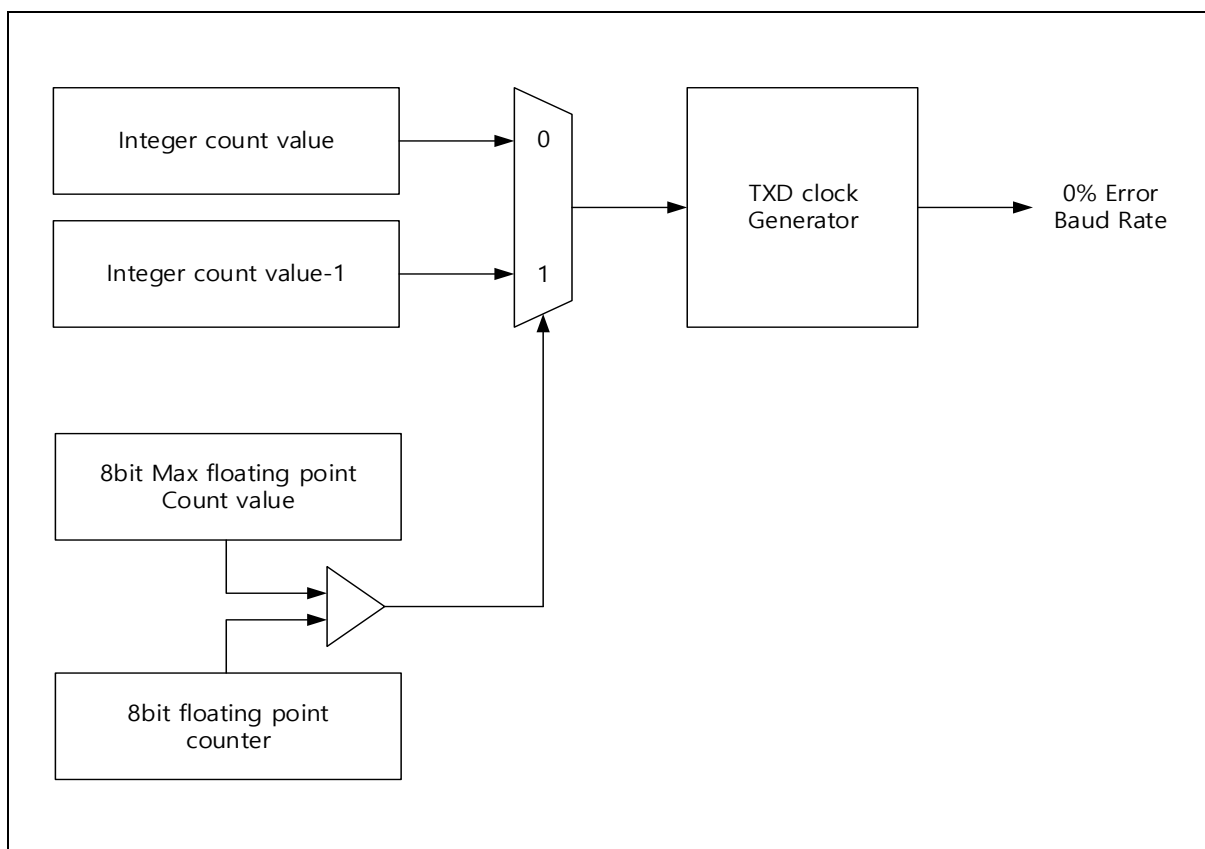 Integer count value
0
TXD clock
Generator
0% Error
Baud Rate
Integer count value-1
1
8bit Max floating point
Count value
8bit floating point
counter